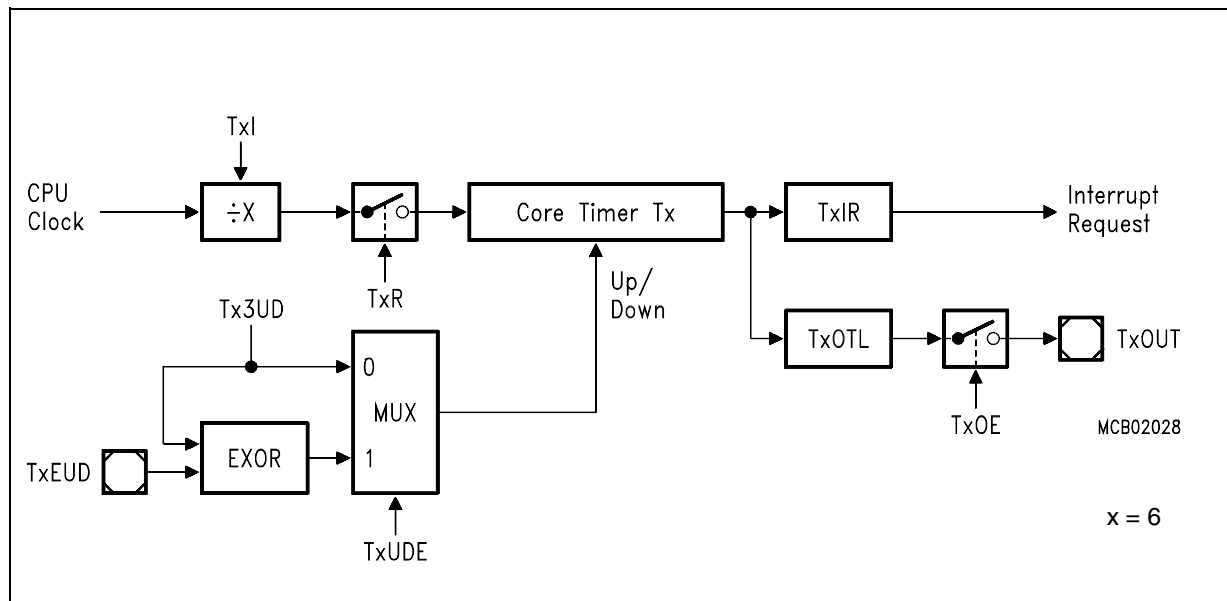 TxI
CPU
Clock
÷X
Core Timer Tx
TxIR
Interrupt
Request
TxR
Up/
Down
Tx3UD
0
MUX
TxOTL
TxOUT
TxOE
MCB02028
TxEUD
EXOR
1
TxUDE
x = 6